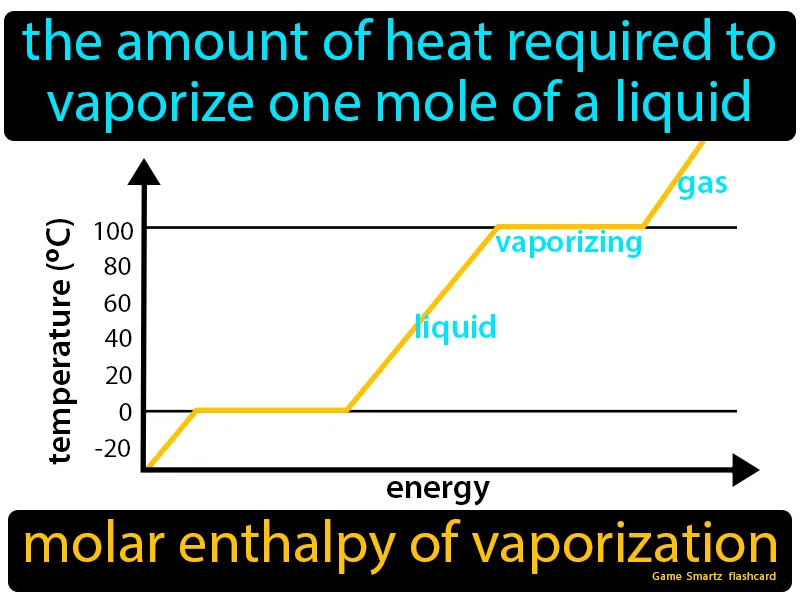 the amount of heat required to
vaporize one mole of a liquid
gas
100
vaporizing
80
60
40
liquid
20
0
-20
temperature (ºC)
energy
molar enthalpy of vaporization
Game Smartz flashcard